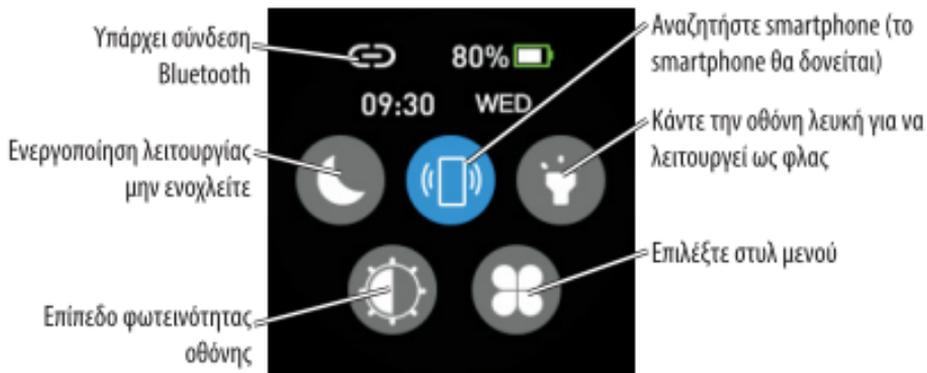 Υπάρχει σύνδεση
Bluetooth
Ενεργοποίηση λειτουργίας
μην ενοχλείτε
Επίπεδο φωτεινότητας
οθόνης
80%
09:30 WED
Αναζητήστε smartphone (το
smartphone θα δονείται)
Κάντε την οθόνη λευκή για να
λειτουργεί ως φλας
Επιλέξτε στυλ μενού